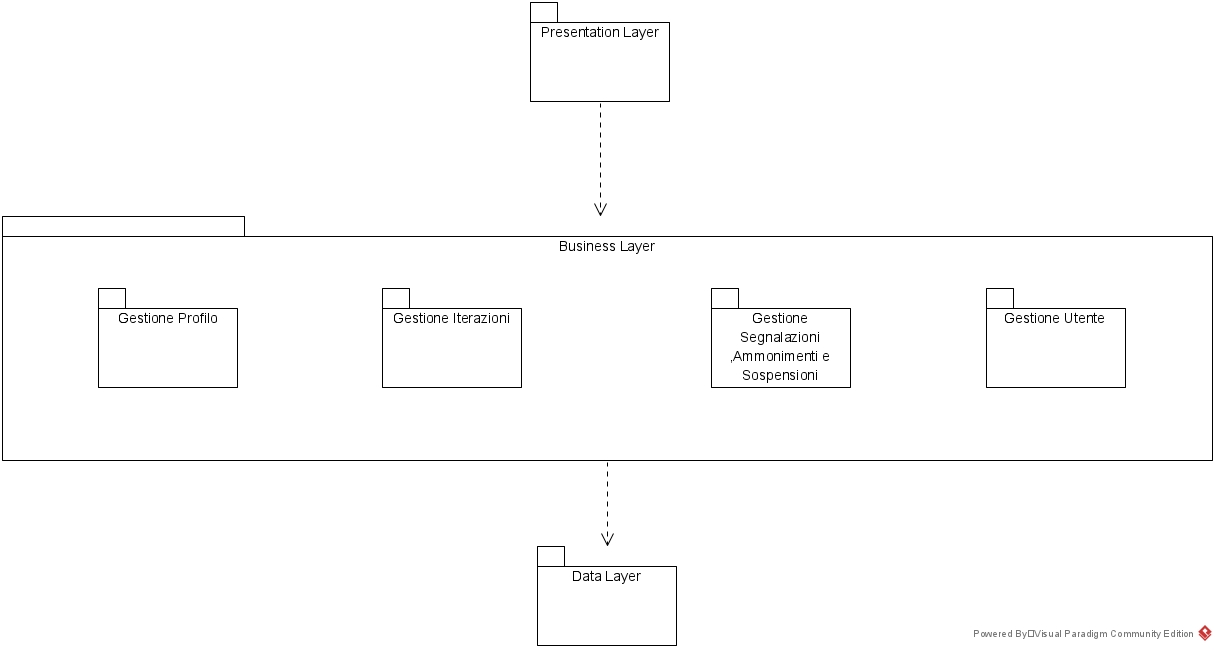 Presentation Layer
Business Layer
Gestione Profilo
Gestione Iterazioni
Gestione
Segnalazioni
,Ammonimenti e
Sospensioni
Gestione Utente
Data Layer
Powered By□Visual Paradigm Community Edition